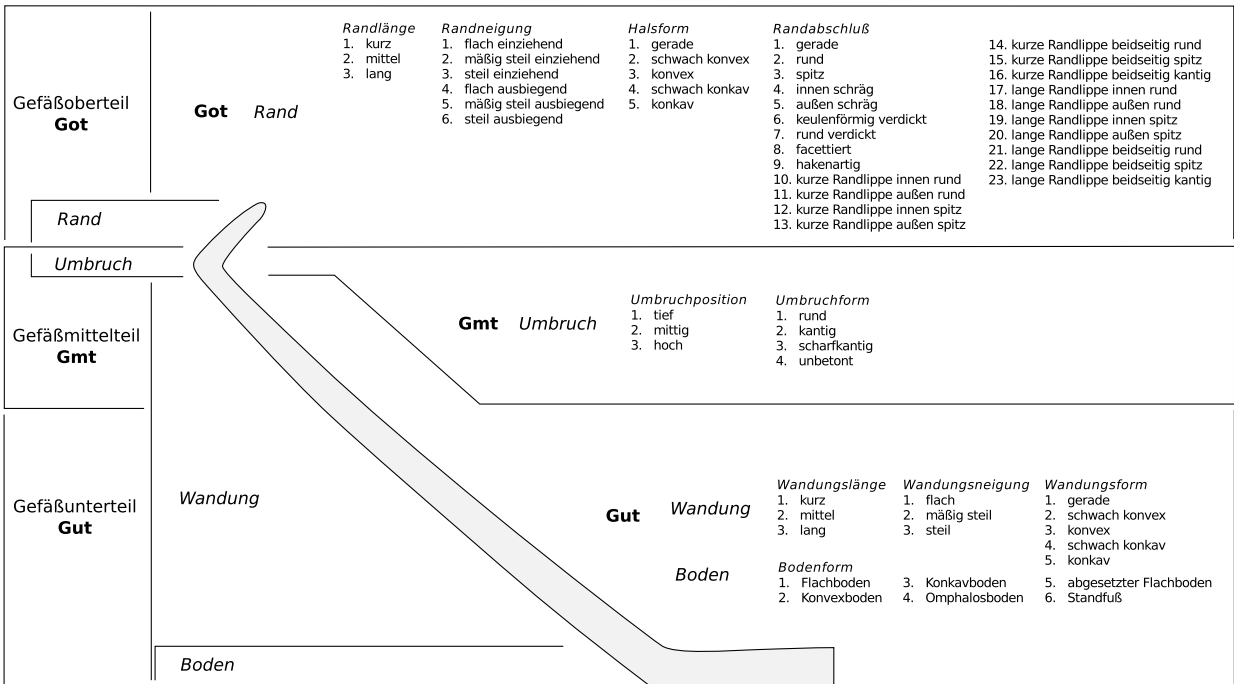 Gefäßoberteil
Got
Got Rand
Randlänge
1. kurz
2. mittel
3. lang
Randneigung
1. flach einziehend
2. mäßig steil einziehend
3. steil einziehend
4. flach ausbiegend
5. mäßig steil ausbiegend
6. steil ausbiegend
Halsform
1. gerade
2. schwach konvex
3. konvex
4. schwach konkav
5. konkav
Randabschluß
1. gerade
2. rund
3. spitz
4. innen schräg
5. außen schräg
6. keulenförmig verdickt
7. rund verdickt
8. facettiert
9. hakenartig
10. kurze Randlippe innen rund
11. kurze Randlippe außen rund
12. kurze Randlippe innen spitz
13. kurze Randlippe außen spitz
14. kurze Randlippe beidseitig rund
15. kurze Randlippe beidseitig spitz
16. kurze Randlippe beidseitig kantig
17. lange Randlippe innen rund
18. lange Randlippe außen rund
19. lange Randlippe innen spitz
20. lange Randlippe außen spitz
21. lange Randlippe beidseitig rund
22. lange Randlippe beidseitig spitz
23. lange Randlippe beidseitig kantig
Rand
Umbruch
Gefäßmittelteil
Gmt
Gmt Umbruch
Umbruchposition
1. tief
2. mittig
3. hoch
Umbruchform
1. rund
2. kantig
3. scharfkantig
4. unbetont
Gefäßunterteil
Gut
Wandung
Gut Wandung
Wandungslänge
1. kurz
2. mittel
3. lang
Wandungsneigung
1. flach
2. mäßig steil
3. steil
Wandungsform
1. gerade
2. schwach konvex
3. konvex
4. schwach konkav
5. konkav
Boden
Bodenform
1. Flachboden
2. Konvexboden
3. Konkavboden
4. Omphalosboden
5. abgesetzter Flachboden
6. Standfuß
Boden